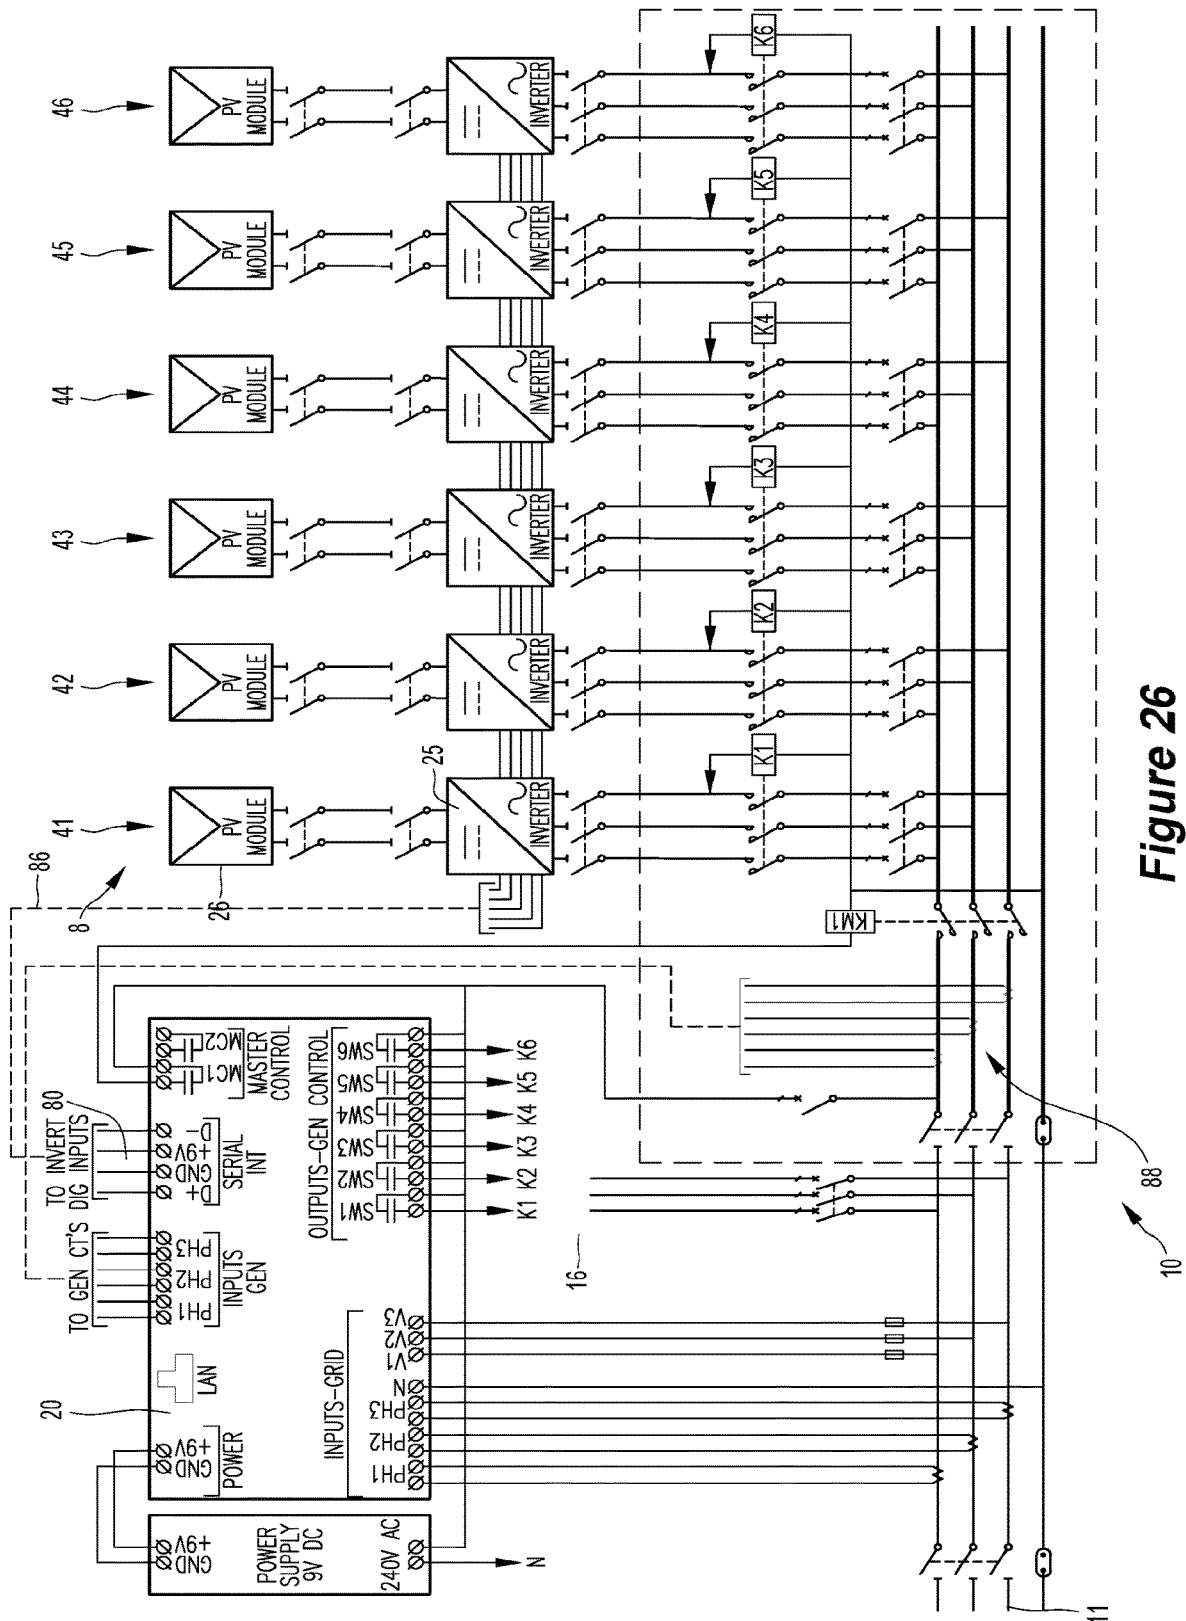 46
45
44
43
42
41
8
86
PV
MODULE
PV
MODULE
PV
MODULE
PV
MODULE
PV
MODULE
PV
MODULE
26
25
INVERTER
INVERTER
INVERTER
INVERTER
INVERTER
INVERTER
K6
K5
K4
K3
K2
K1
KM1
20
80
TO GEN CT'S
TO INVERT
DIG INPUTS
GND
+9V
POWER
LAN
PH1
PH2
PH3
INPUTS
GEN
D+
GND
+9V
D-
SERIAL
INT
MC1
MC2
MASTER
CONTROL
INPUTS-GRID
PH1
PH2
PH3
N
V1
V2
V3
OUTPUTS-GEN CONTROL
SW1
SW2
SW3
SW4
SW5
SW6
K1
K2
K3
K4
K5
K6
GND
+9V
POWER
SUPPLY
9V DC
240V AC
N
16
88
10
11
Figure 26